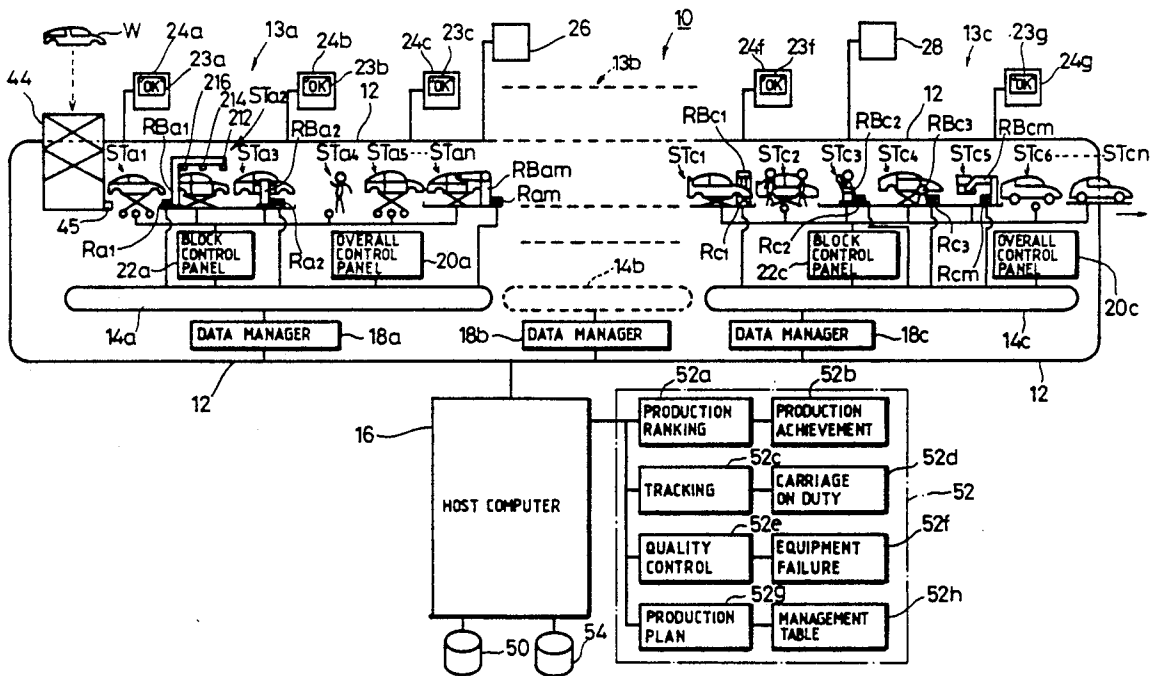 W
24a
23a
OK
13a
24b
23b
OK
24c
23c
OK
26
10
13b
24f
23f
OK
28
13c
23g
24g
OK
44
216
214
212
STa2
RBa1
RBa2
12
RBc1
12
RBc2
RBc3
RBcm
STa1
STa3
STa4
STa5
STan
RBam
Ram
STc1
STc2
STc3
STc4
STc5
STc6
STcn
45
Ra1
BLOCK
CONTROL
PANEL
22a
Ra2
OVERALL
CONTROL
PANEL
20a
14b
Rc1
Rc2
BLOCK
CONTROL
PANEL
22c
Rc3
Rcm
OVERALL
CONTROL
PANEL
20c
14a
DATA MANAGER
18a
18b
DATA MANAGER
DATA MANAGER
18c
14c
12
12
16
HOST COMPUTER
52a
PRODUCTION
RANKING
52b
PRODUCTION
ACHIEVEMENT
52c
TRACKING
52d
CARRIAGE
ON DUTY
52
52e
QUALITY
CONTROL
52f
EQUIPMENT
FAILURE
52g
PRODUCTION
PLAN
52h
MANAGEMENT
TABLE
50
54